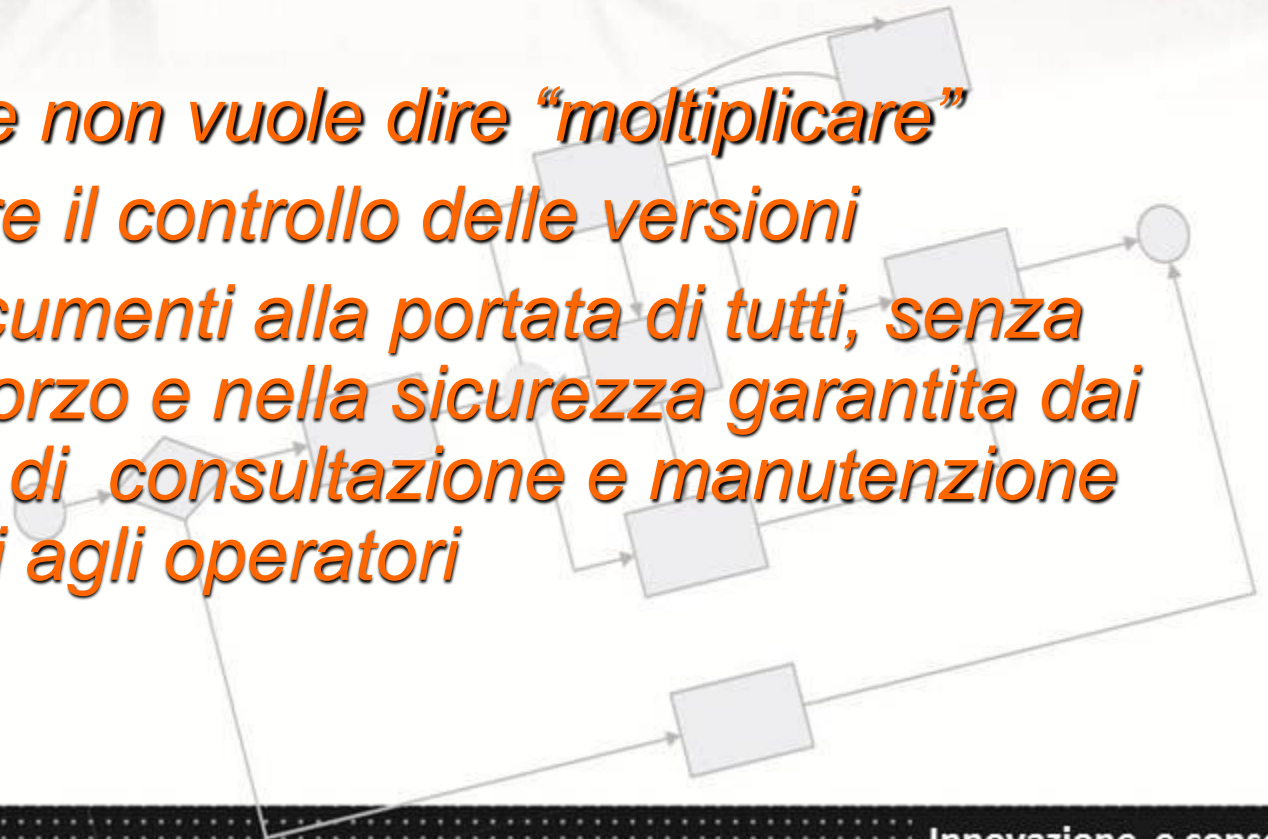 e non vuole dire “moltiplicare”
re il controllo delle versioni
cumenti alla portata di tutti, senza
orzo e nella sicurezza garantita dai
di consultazione e manutenzione
i agli operatori
Innovazione e